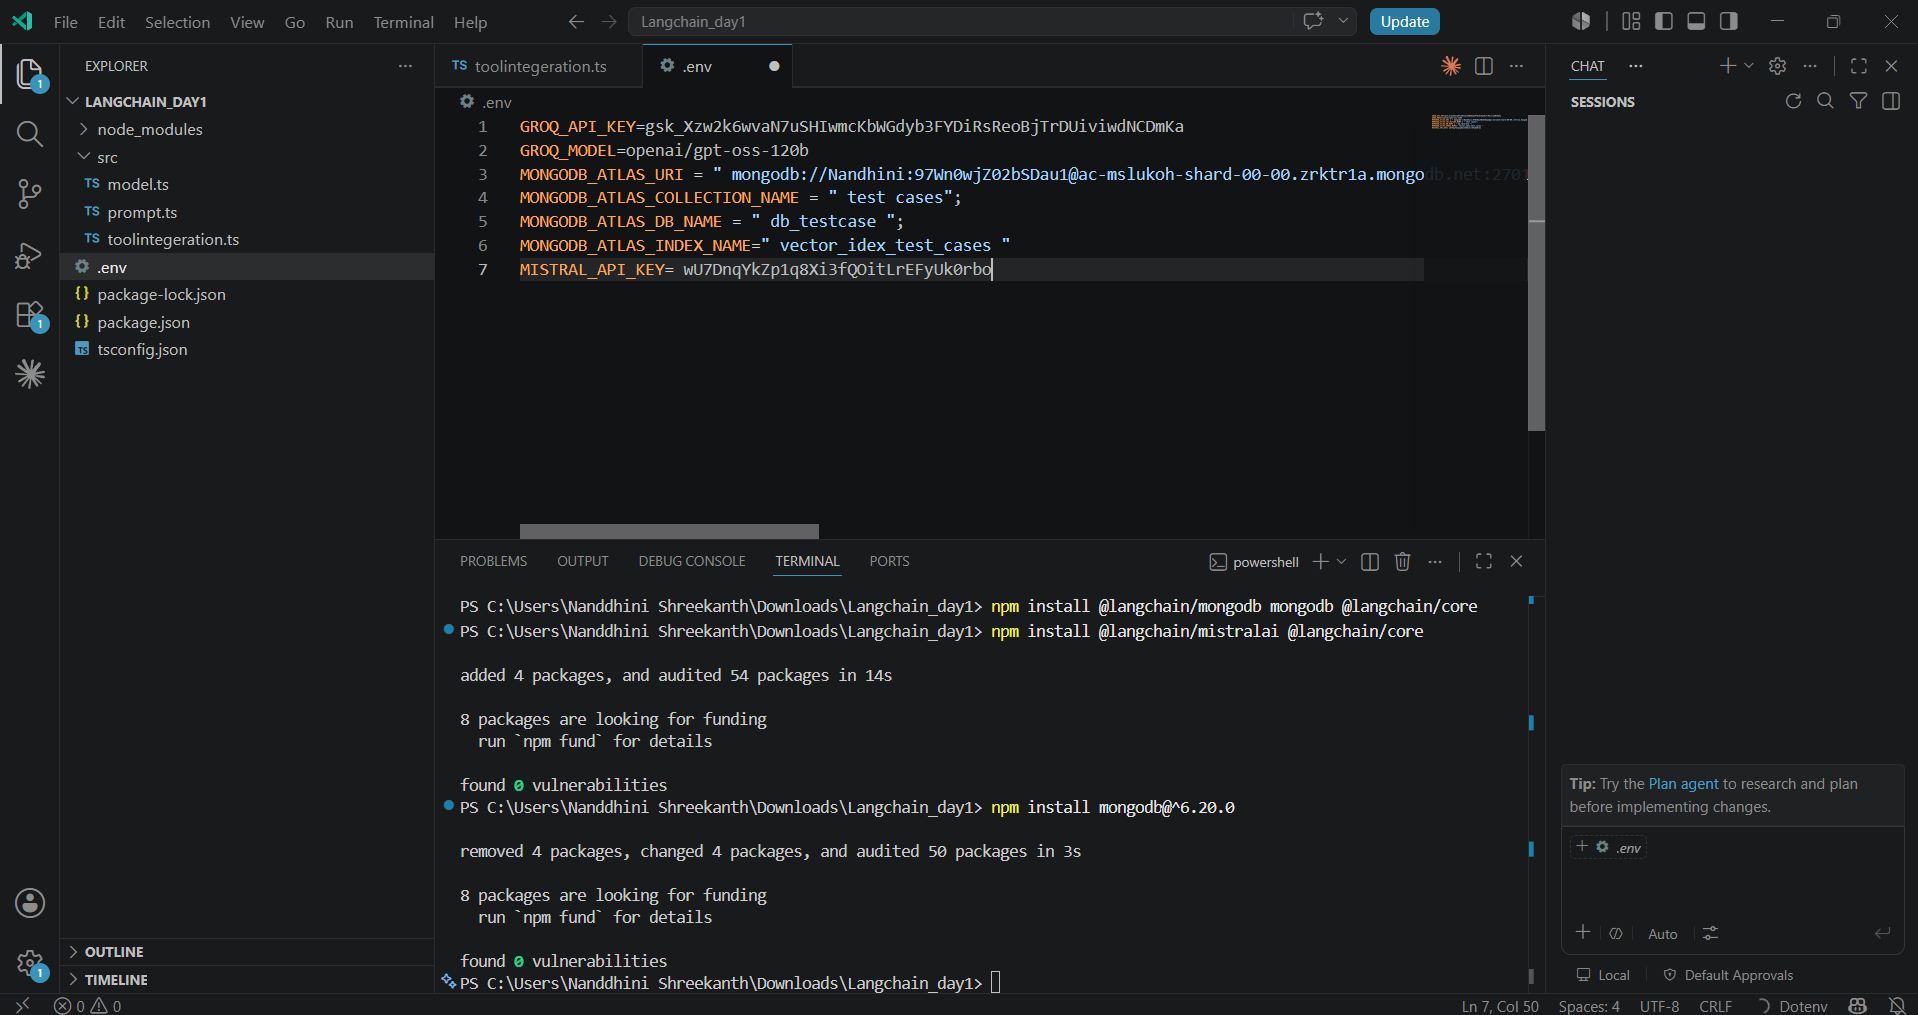 File Edit Selection View Go Run Terminal Help
Langchain_day1
Update
EXPLORER
LANGCHAIN_DAY1
node_modules
src
TS model.ts
TS prompt.ts
TS toolintegeration.ts
.env
{} package-lock.json
{} package.json
TS tsconfig.json
OUTLINE
TIMELINE
1
1
1
TS toolintegeration.ts
.env
.env
1 GROQ_API_KEY=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
2 GROQ_MODEL=openai/gpt-oss-120b
3 MONGODB_ATLAS_URI = " mongodb://Nandhini:97Wn0wjZ02bSDau1@ac-mslukoh-shard-00-00.zrktr1a.mongodb.net:2701
4 MONGODB_ATLAS_COLLECTION_NAME = " test cases";
5 MONGODB_ATLAS_DB_NAME = " db_testcase ";
6 MONGODB_ATLAS_INDEX_NAME=" vector_idex_test_cases "
7 MISTRAL_API_KEY= wU7DnqYkZp1q8Xi3fQOitLrEFyUk0rbo
PROBLEMS OUTPUT DEBUG CONSOLE TERMINAL PORTS
powershell
PS C:\Users\Nanddhini Shreekanth\Downloads\Langchain_day1> npm install @langchain/mongodb mongodb @langchain/core
PS C:\Users\Nanddhini Shreekanth\Downloads\Langchain_day1> npm install @langchain/mistralai @langchain/core
added 4 packages, and audited 54 packages in 14s
8 packages are looking for funding
run `npm fund` for details
found 0 vulnerabilities
PS C:\Users\Nanddhini Shreekanth\Downloads\Langchain_day1> npm install mongodb@^6.20.0
removed 4 packages, changed 4 packages, and audited 50 packages in 3s
8 packages are looking for funding
run `npm fund` for details
found 0 vulnerabilities
PS C:\Users\Nanddhini Shreekanth\Downloads\Langchain_day1>
CHAT
SESSIONS
Tip: Try the Plan agent to research and plan
before implementing changes.
.env
Auto
Local Default Approvals
0 0
Ln 7, Col 50 Spaces: 4 UTF-8 CRLF Dotenv